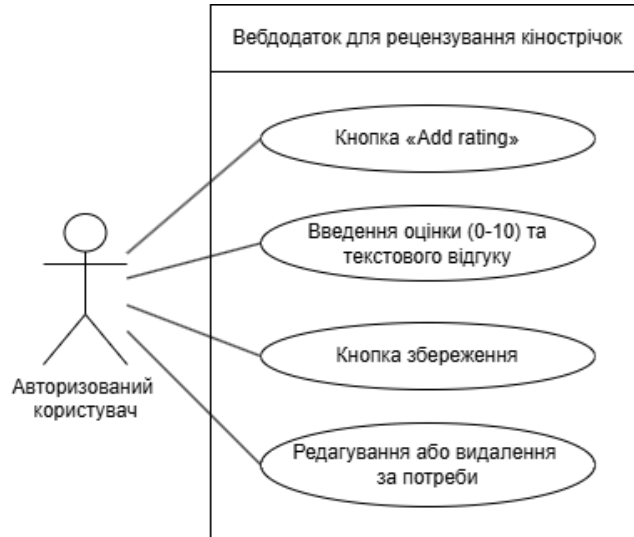 Вебдодаток для рецензування кінострічок
Кнопка «Add rating»
Введення оцінки (0-10) та
текстового відгуку
Кнопка збереження
Авторизований
користувач
Редагування або видалення
за потреби